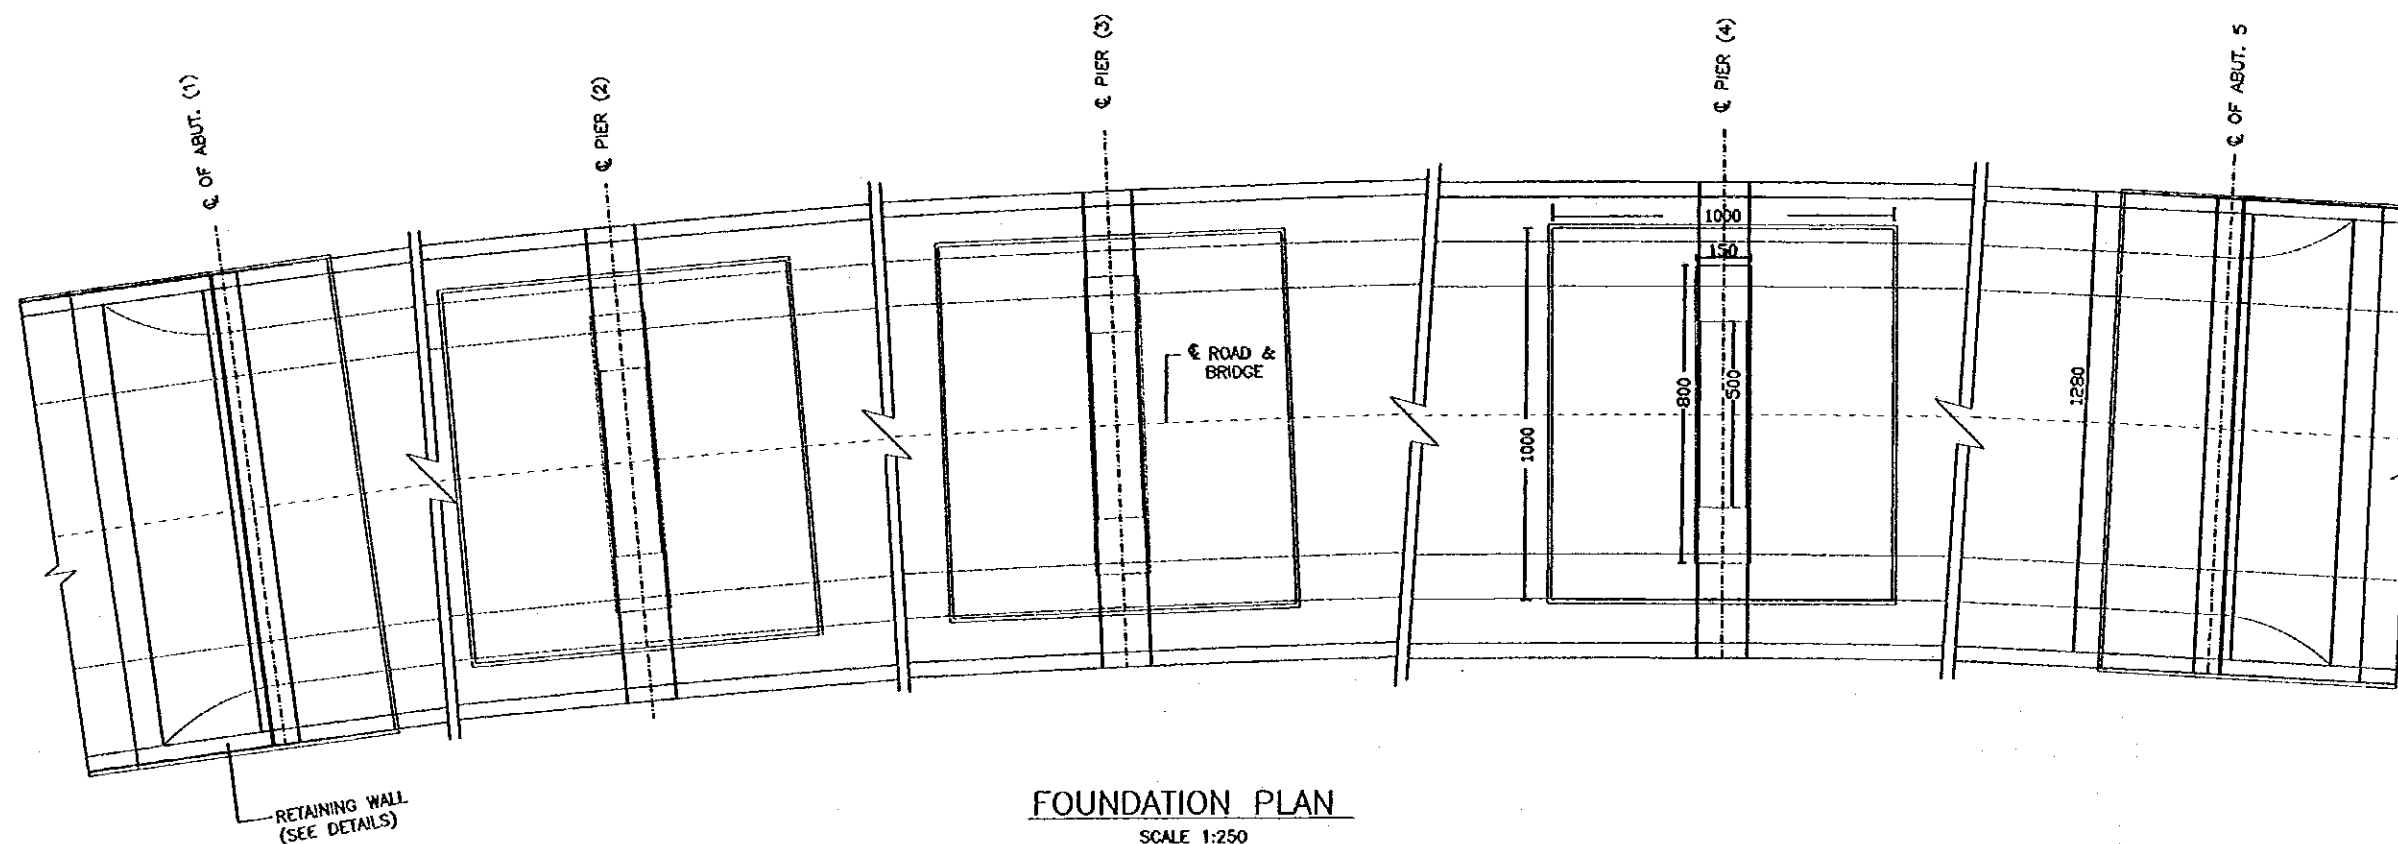 ℄ OF ABUT. (1)
℄ PIER (2)
℄ PIER (3)
℄ PIER (4)
℄ OF ABUT. 5
1000
150
1000
800
500
1280
℄ ROAD &
BRIDGE
RETAINING WALL
(SEE DETAILS)
FOUNDATION PLAN
SCALE 1:250